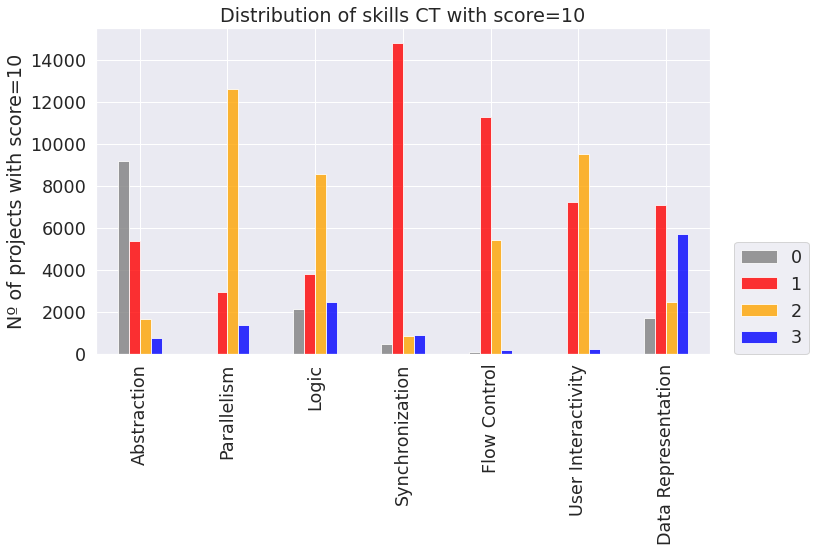 Distribution of skills CT with score=10
Nº of projects with score=10
14000
12000
10000
8000
6000
4000
2000
0
Abstraction
Parallelism
Logic
Synchronization
Flow Control
User Interactivity
Data Representation
0
1
2
3